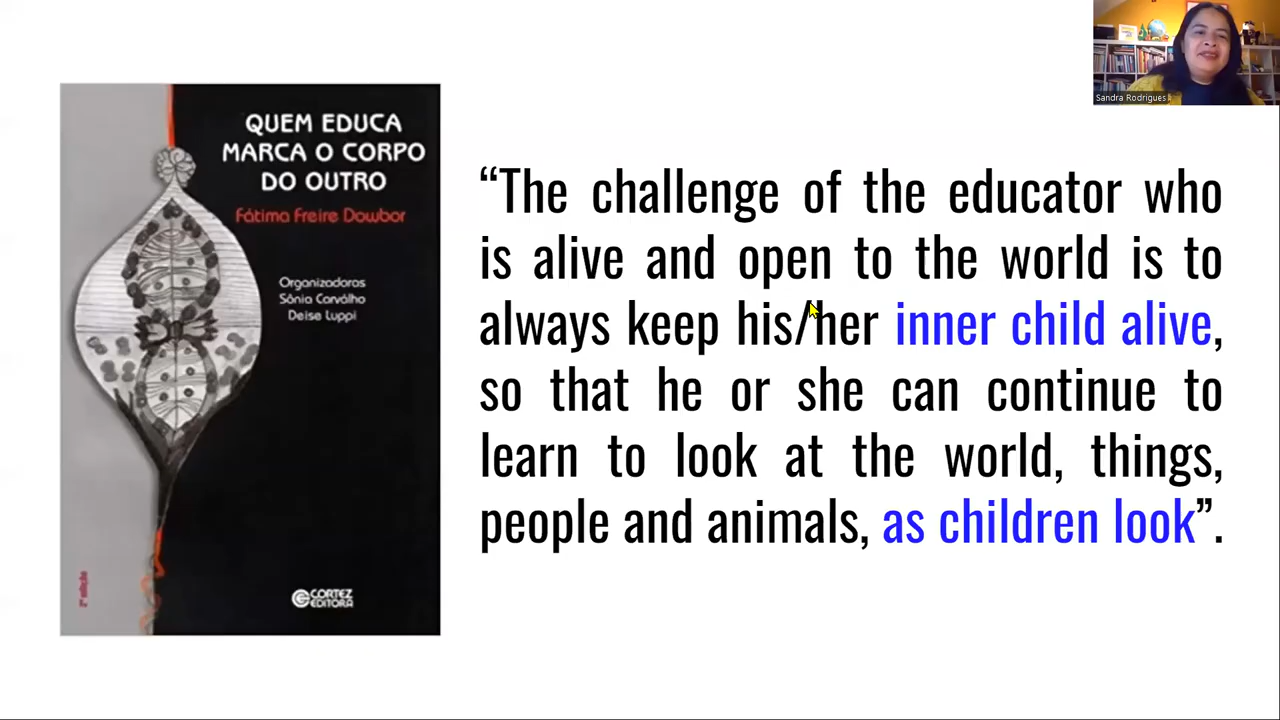 Sandra Rodrigues
QUEM EDUCA
MARCA O CORPO
DO OUTRO
Fátima Freire Dowbor
Organizadoras
Sônia Carvalho
Deise Luppi
2ª edição
CORTEZ
EDITORA
“The challenge of the educator who
is alive and open to the world is to
always keep his/her inner child alive,
so that he or she can continue to
learn to look at the world, things,
people and animals, as children look”.